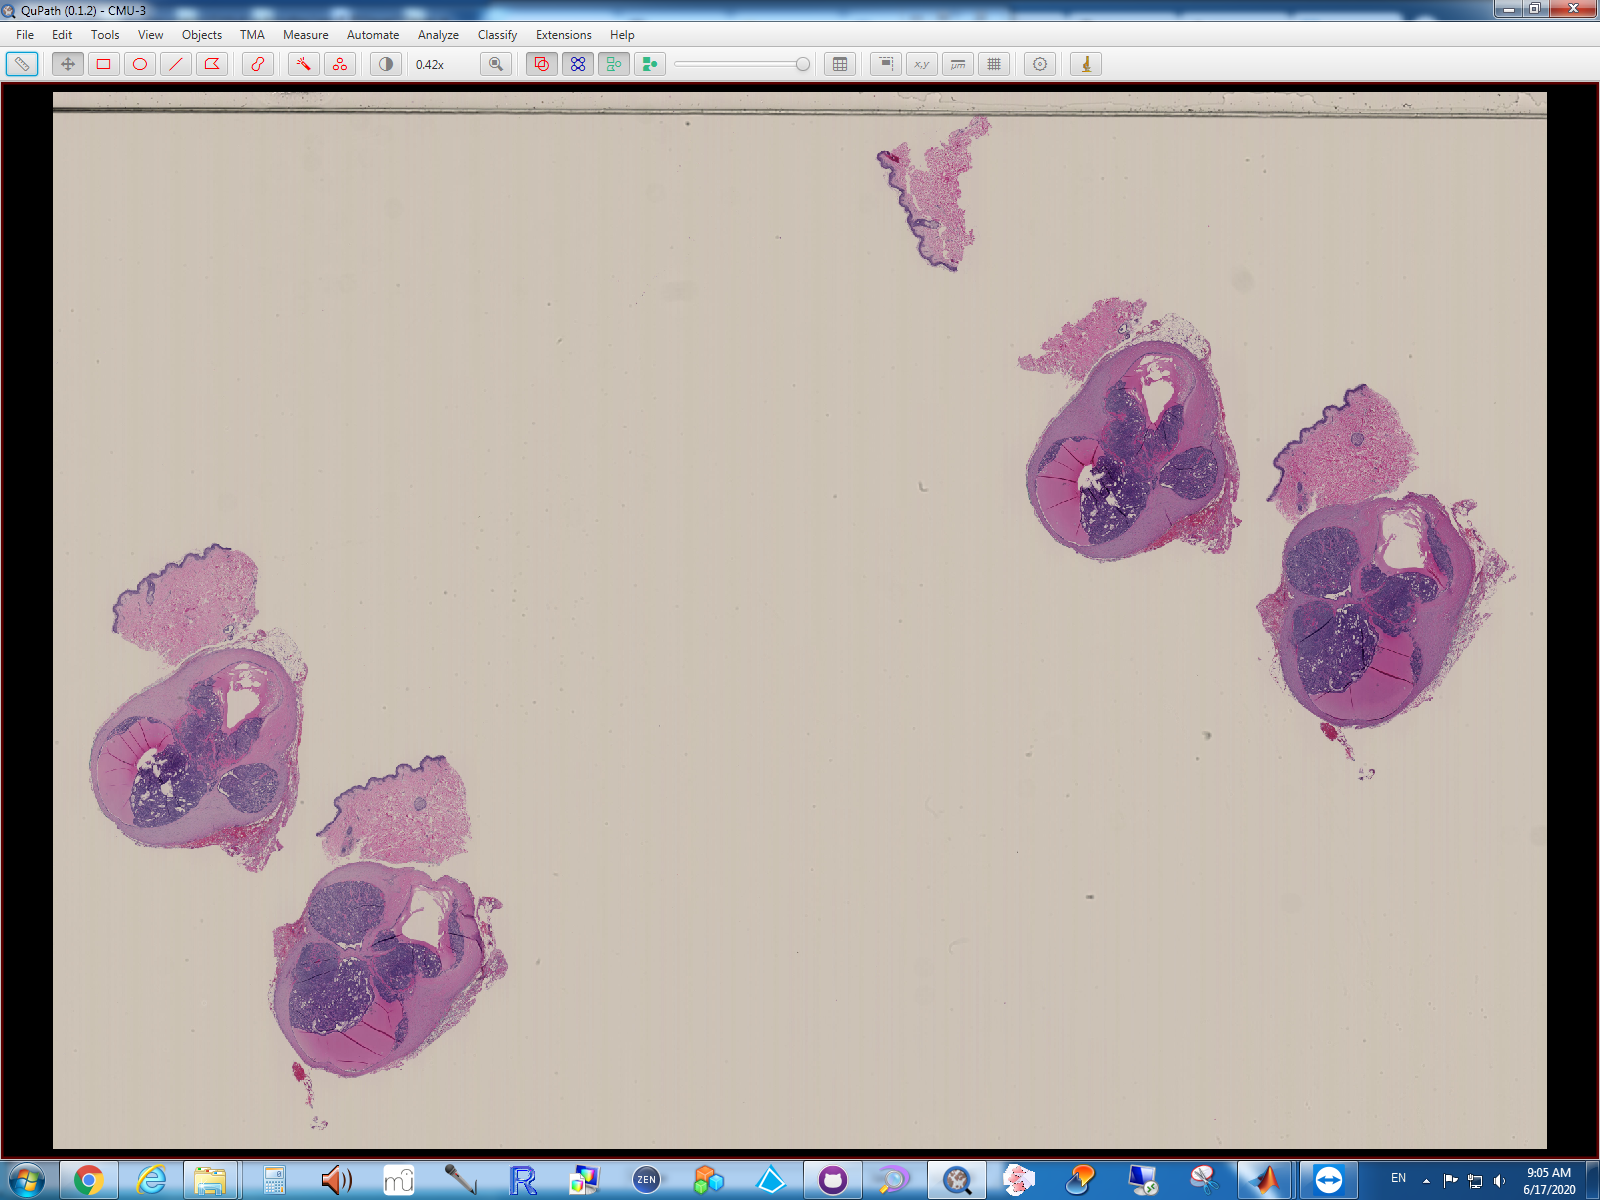 QuPath (0.1.2) - CMU-3
File Edit Tools View Objects TMA Measure Automate Analyze Classify Extensions Help
0.42x
x,y
μm
ZEN
R
EN
9:05 AM
6/17/2020